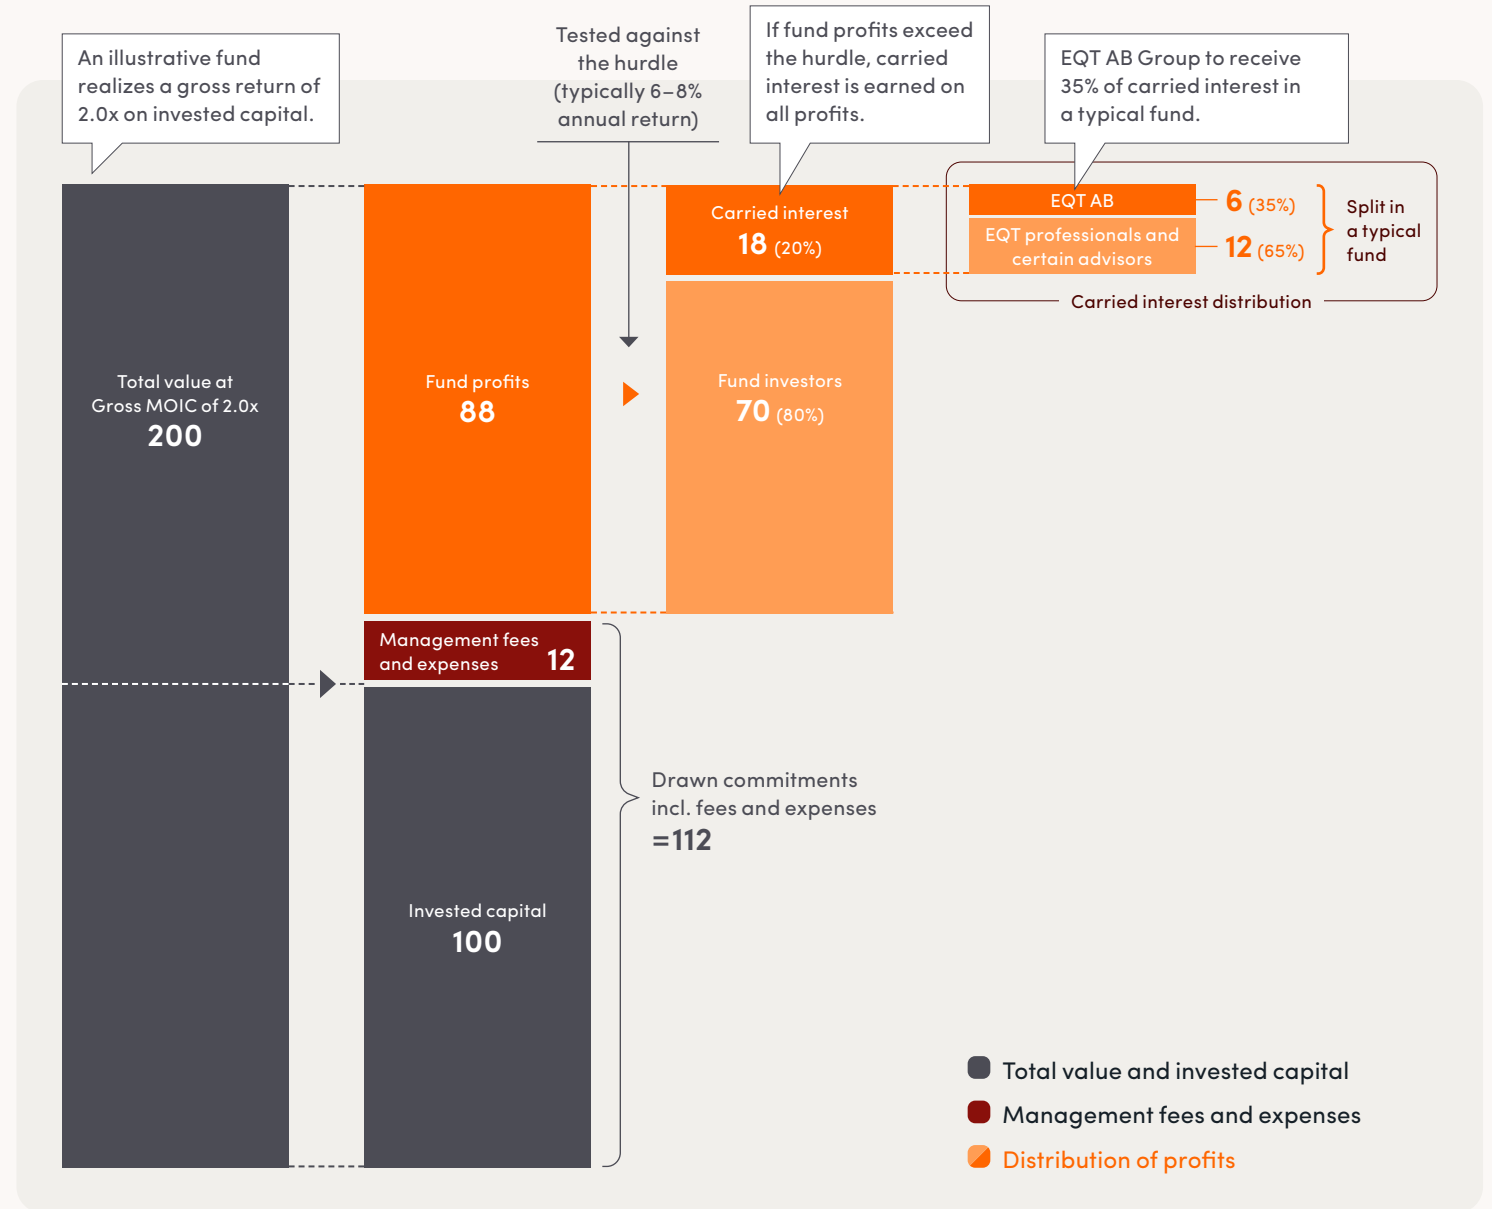 An illustrative fund
realizes a gross return of
2.0x on invested capital.
Tested against
the hurdle
(typically 6–8%
annual return)
If fund profits exceed
the hurdle, carried
interest is earned on
all profits.
EQT AB Group to receive
35% of carried interest in
a typical fund.
Total value at
Gross MOIC of 2.0x
200
Fund profits
88
Carried interest
18 (20%)
Fund investors
70 (80%)
EQT AB
6 (35%)
EQT professionals and
certain advisors
12 (65%)
Split in
a typical
fund
Carried interest distribution
Management fees
and expenses 12
Invested capital
100
Drawn commitments
incl. fees and expenses
=112
Total value and invested capital
Management fees and expenses
Distribution of profits